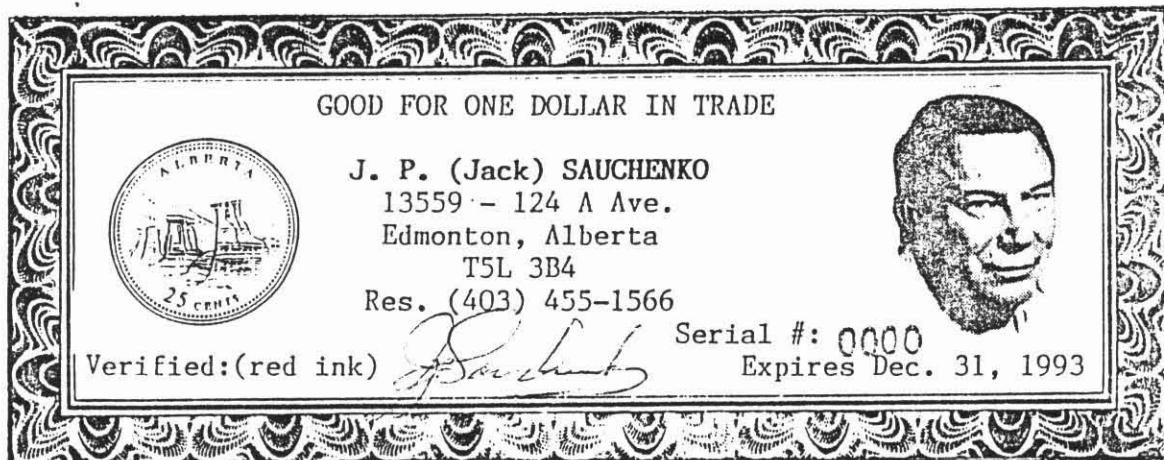 GOOD FOR ONE DOLLAR IN TRADE
ALBERTA
25 CENTS
J. P. (Jack) SAUCHENKO
13559 - 124 A Ave.
Edmonton, Alberta
T5L 3B4
Res. (403) 455-1566
Serial #: 0000
Verified:(red ink) J Sauchenko
Expires Dec. 31, 1993